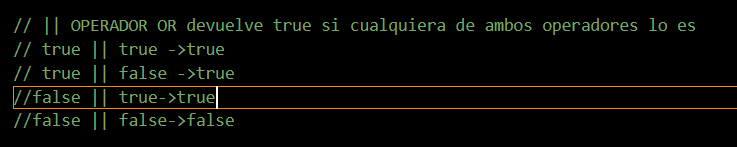 // || OPERADOR OR devuelve true si cualquiera de ambos operadores lo es
// true || true ->true
// true || false ->true
//false || true->true
//false || false->false